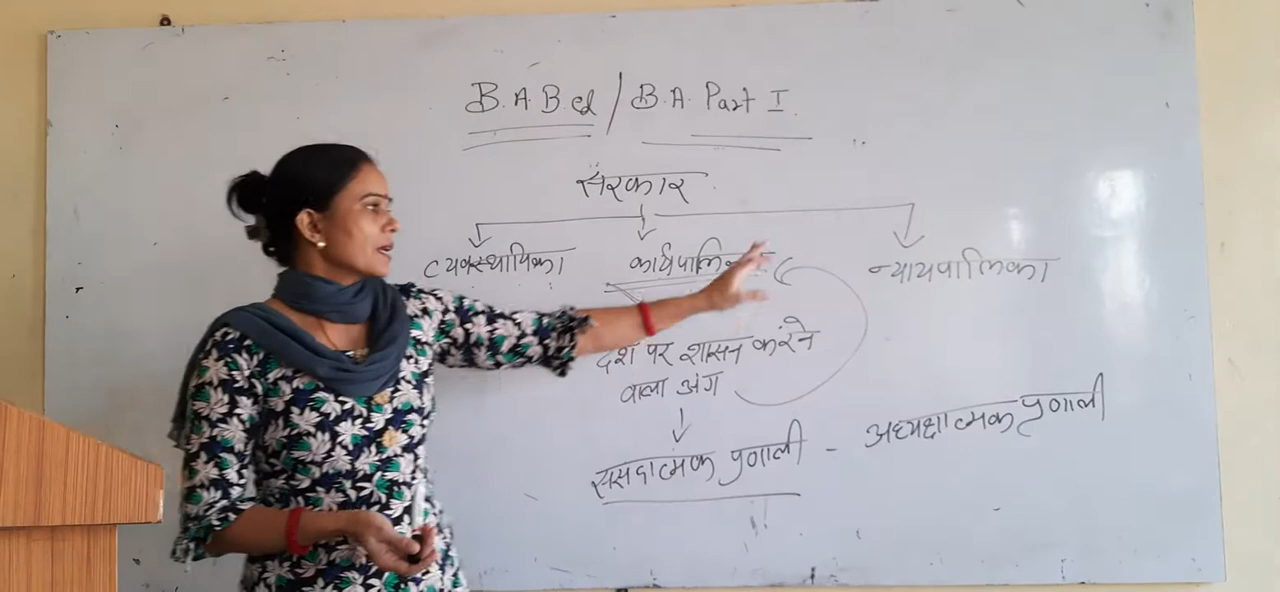 B.A.B.ed / B.A. Part I
सरकार
व्यवस्थापिका कार्यपालिका न्यायपालिका
देश पर शासन करने
वाला अंग
संसदात्मक प्रणाली - अध्यक्षात्मक प्रणाली